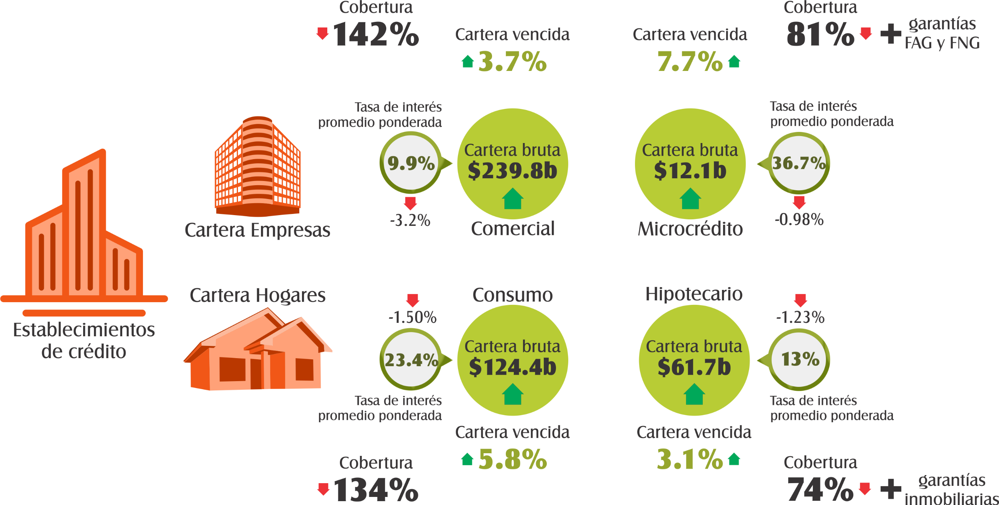 Cobertura
142%
Cartera vencida
3.7%
Cartera vencida
7.7%
Cobertura
81%
+
garantías
FAG y FNG
Tasa de interés
promedio ponderada
9.9%
-3.2%
Cartera bruta
$239.8b
Comercial
Cartera bruta
$12.1b
Microcrédito
Tasa de interés
promedio ponderada
36.7%
-0.98%
Cartera Empresas
Establecimientos
de crédito
Cartera Hogares
-1.50%
23.4%
Tasa de interés
promedio ponderada
Consumo
Cartera bruta
$124.4b
Cartera vencida
5.8%
Cobertura
134%
Hipotecario
Cartera bruta
$61.7b
Cartera vencida
3.1%
-1.23%
13%
Tasa de interés
promedio ponderada
Cobertura
74%
+
garantías
inmobiliarias